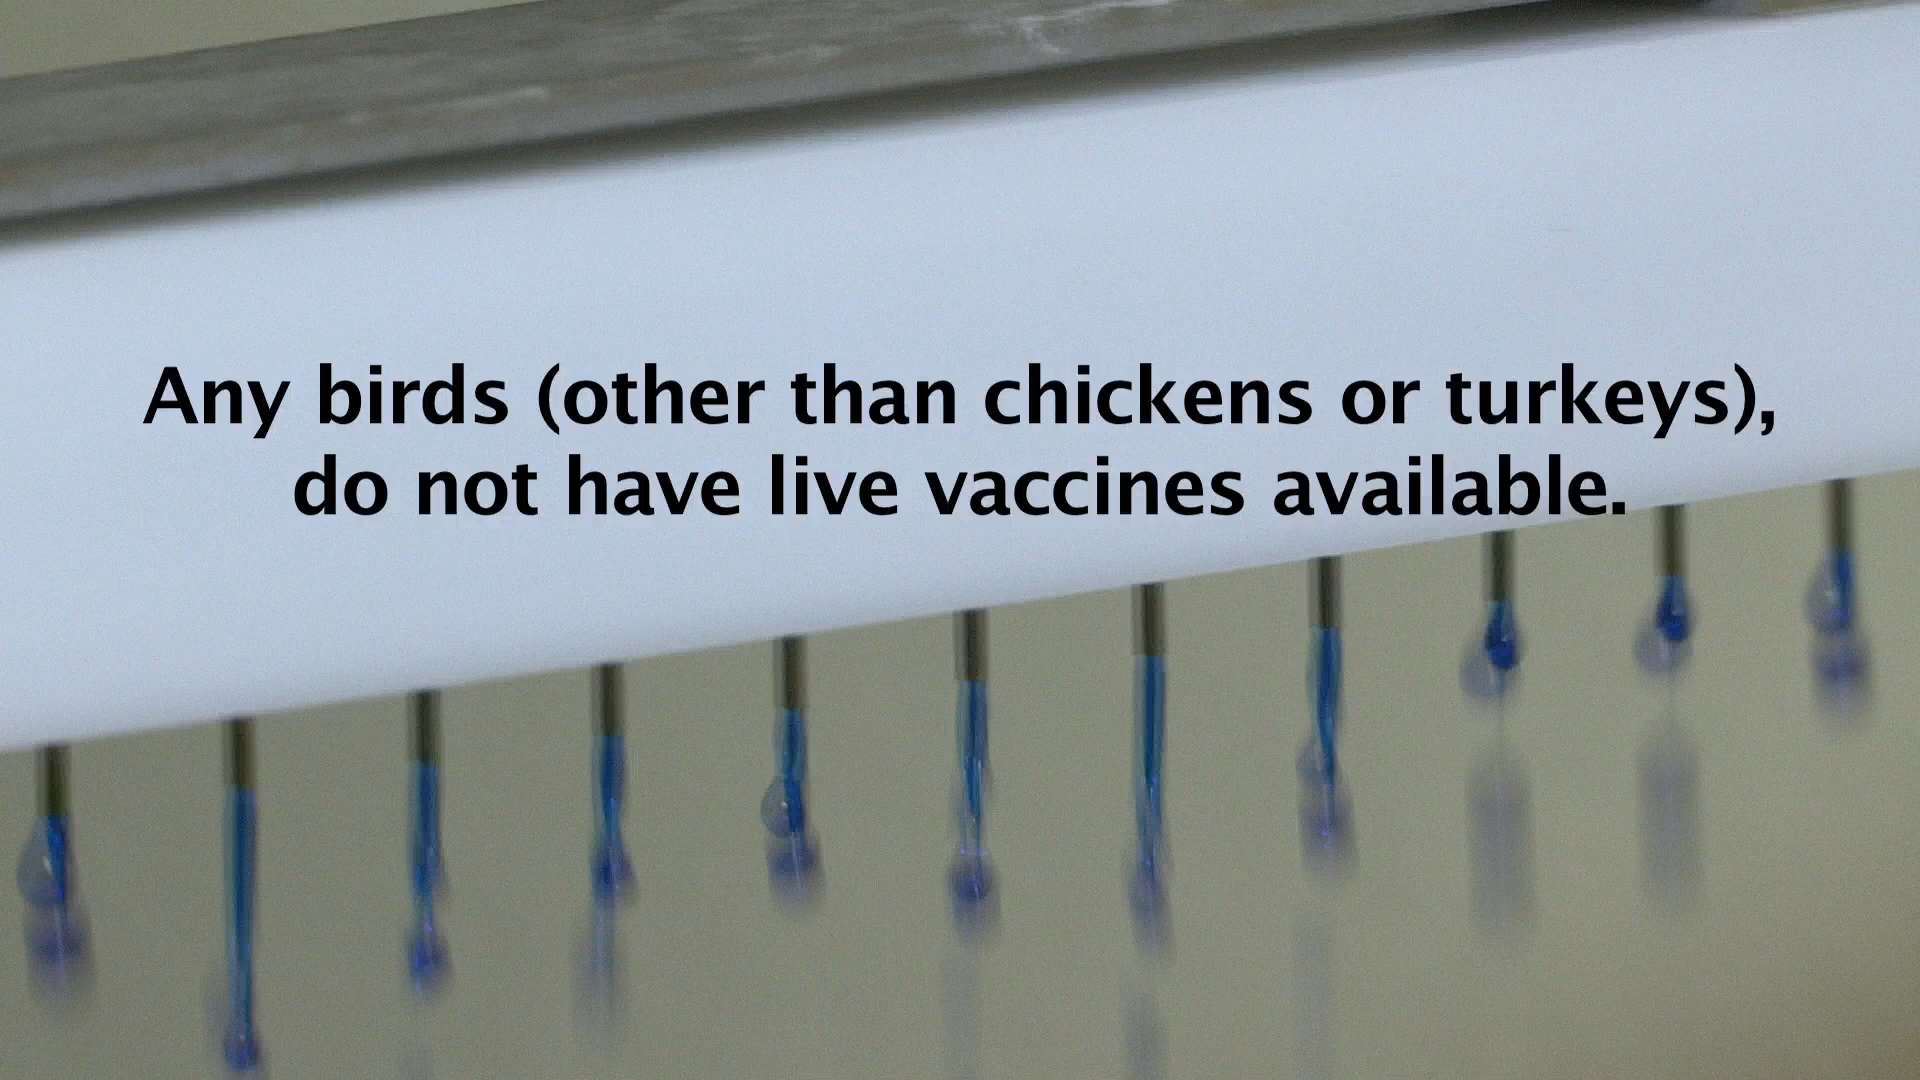 Any birds (other than chickens or turkeys),
do not have live vaccines available.